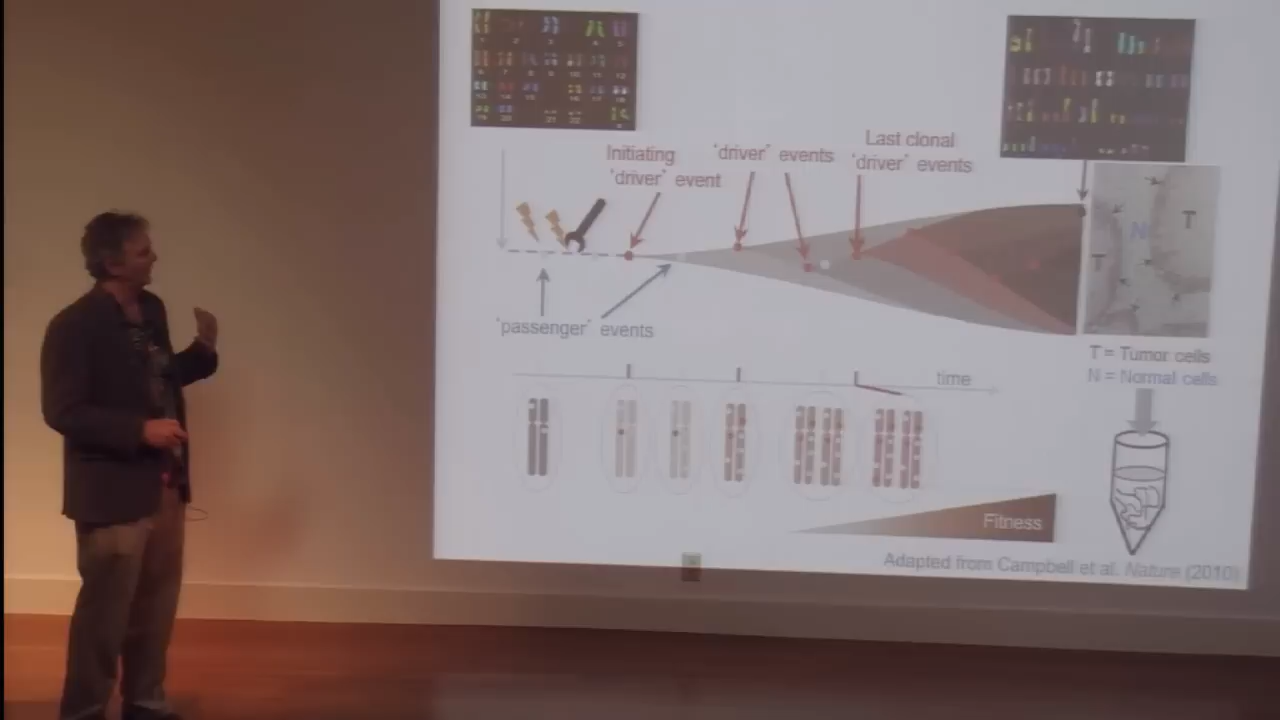 Initiating
'driver' event
'driver' events
Last clonal
'driver' events
T
N
T
'passenger' events
T = Tumor cells
N = Normal cells
time
Fitness
Adapted from Campbell et al. Nature (2010)